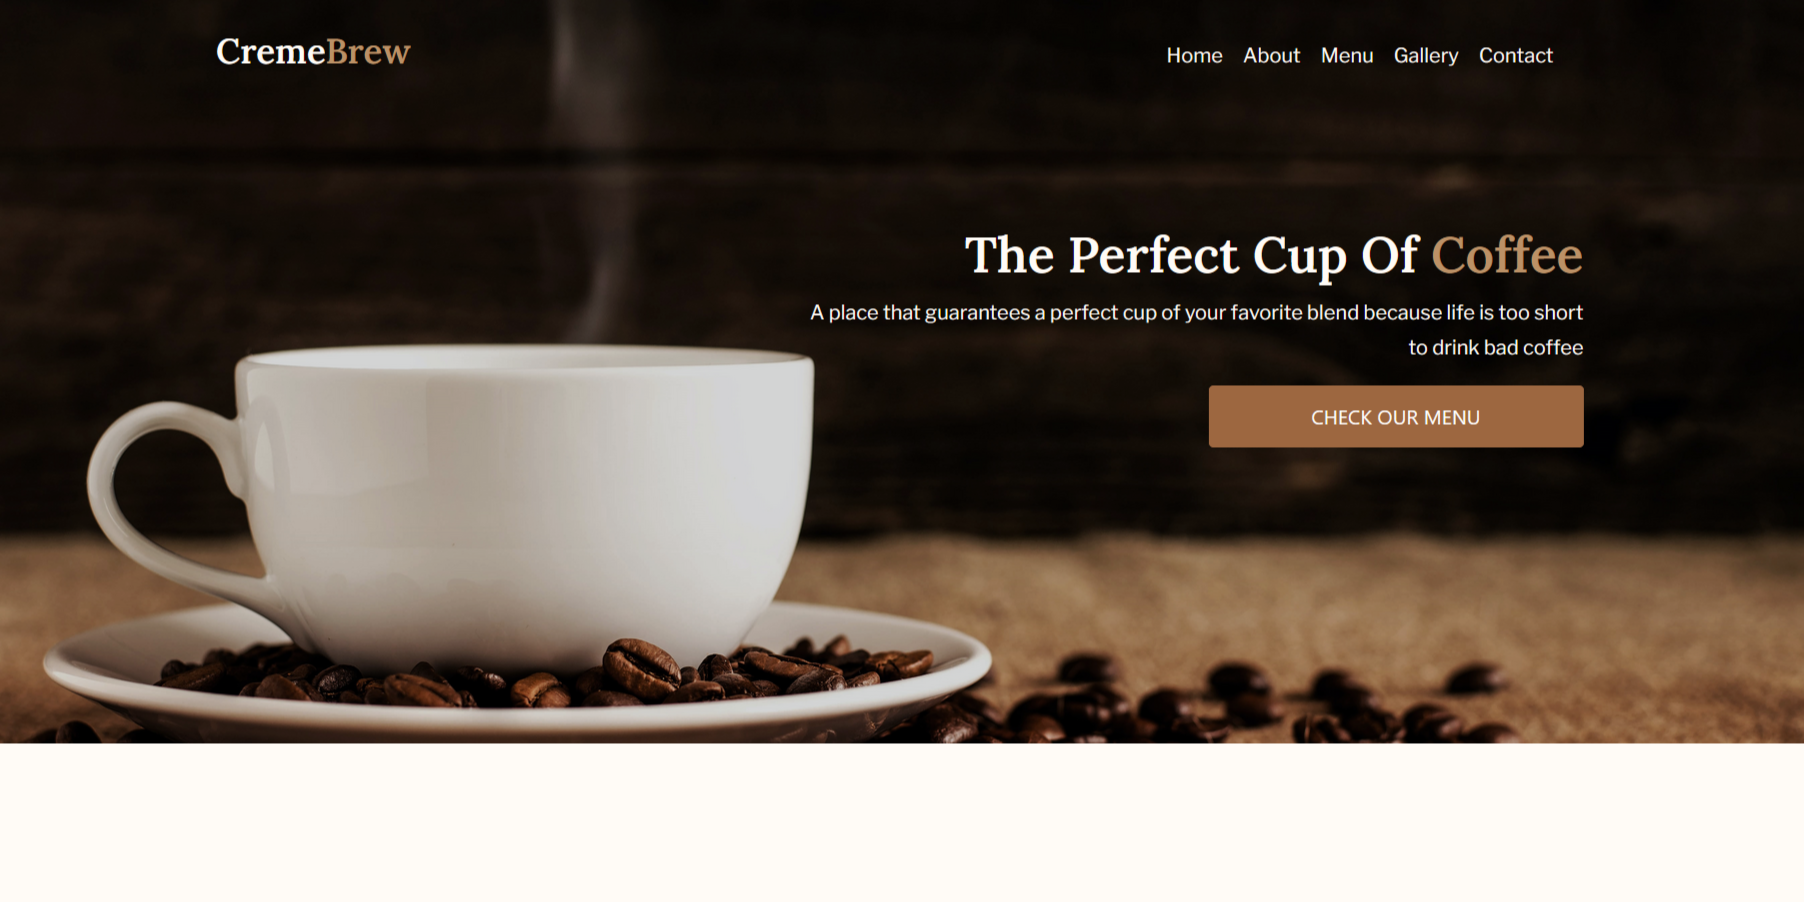 CremeBrew
Home About Menu Gallery Contact
The Perfect Cup Of Coffee
A place that guarantees a perfect cup of your favorite blend because life is too short
to drink bad coffee
CHECK OUR MENU